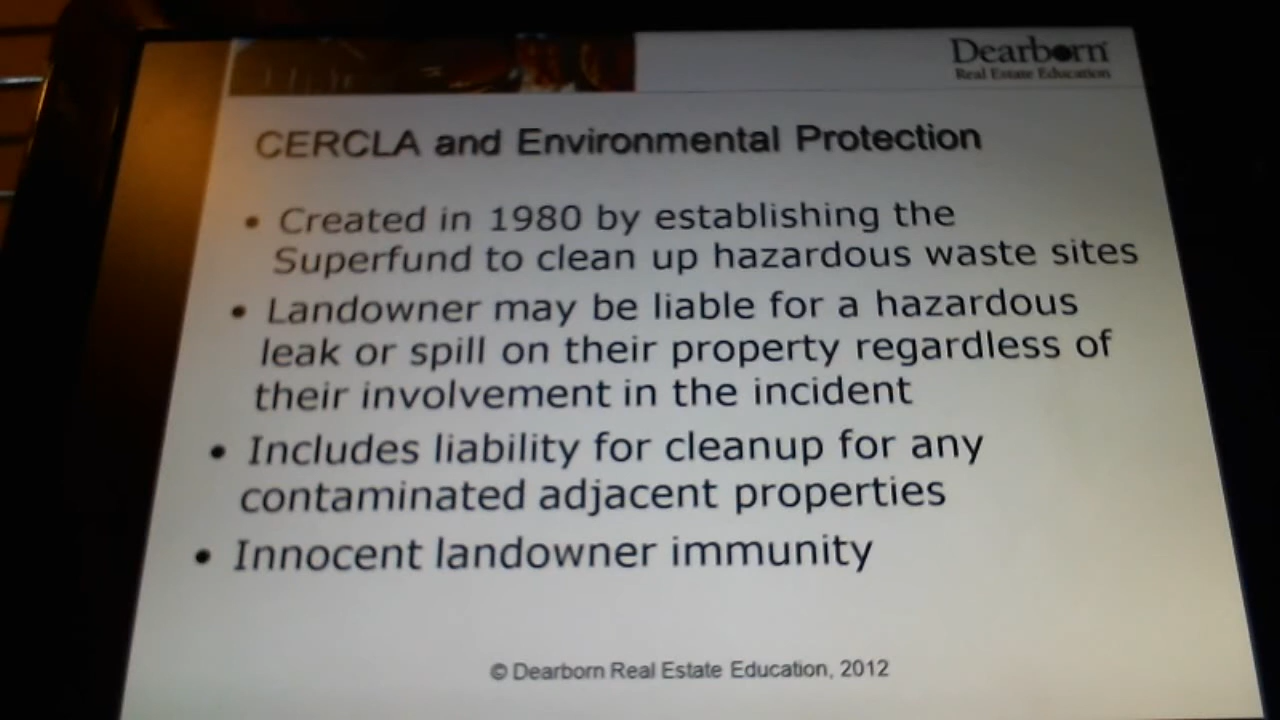 Dearborn
Real Estate Education
CERCLA and Environmental Protection
• Created in 1980 by establishing the
Superfund to clean up hazardous waste sites
• Landowner may be liable for a hazardous
leak or spill on their property regardless of
their involvement in the incident
• Includes liability for cleanup for any
contaminated adjacent properties
• Innocent landowner immunity
© Dearborn Real Estate Education, 2012